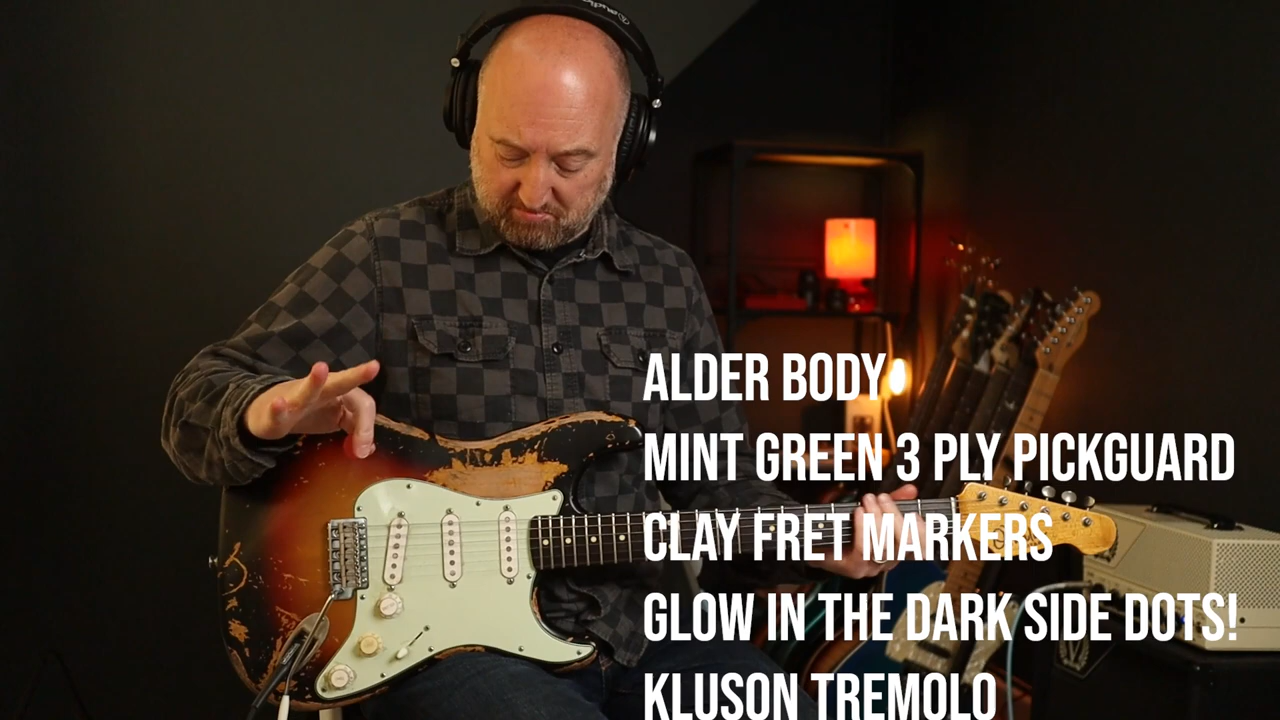 ALDER BODY
MINT GREEN 3 PLY PICKGUARD
CLAY FRET MARKERS
GLOW IN THE DARK SIDE DOTS!
KLUSON TREMOLO